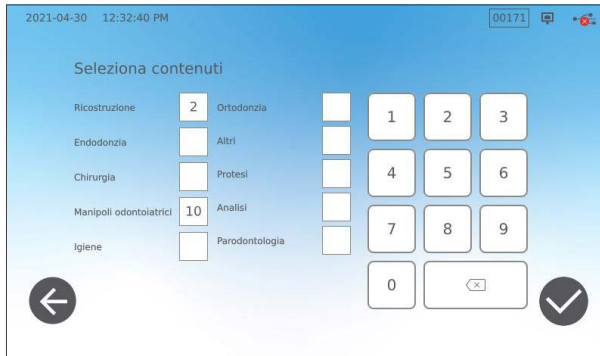 2021-04-30 12:32:40 PM 00171
Seleziona contenuti
Ricostruzione 2 Ortodonzia
Endodonzia Altri
Chirurgia Protesi
Manipoli odontoiatrici 10 Analisi
Igiene Parodontologia
1 2 3
4 5 6
7 8 9
0